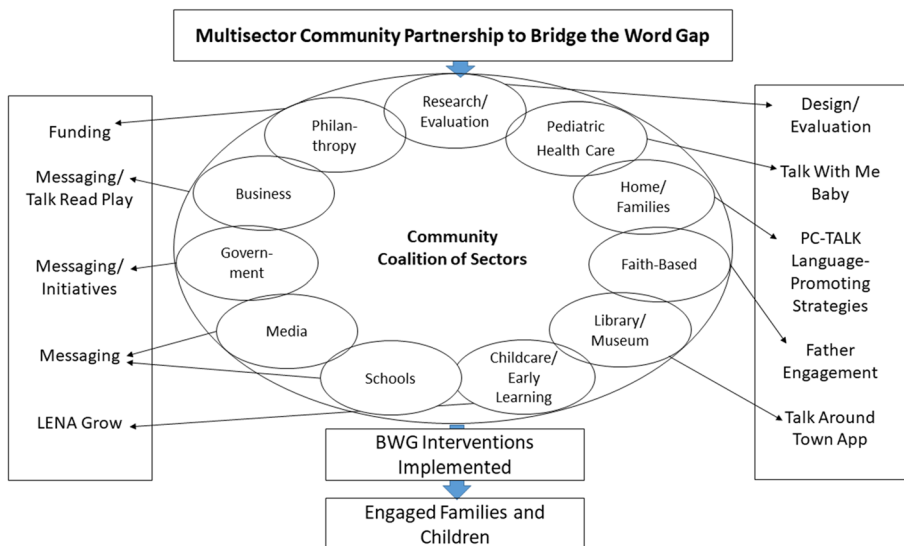 Multisector Community Partnership to Bridge the Word Gap
Funding
Messaging/
Talk Read Play
Messaging/
Initiatives
Messaging
LENA Grow
Research/
Evaluation
Philan-
thropy
Pediatric
Health Care
Business
Home/
Families
Community
Coalition of Sectors
Govern-
ment
Faith-Based
Media
Library/
Museum
Schools
Childcare/
Early
Learning
Design/
Evaluation
Talk With Me
Baby
PC-TALK
Language-
Promoting
Strategies
Father
Engagement
Talk Around
Town App
BWG Interventions
Implemented
Engaged Families and
Children